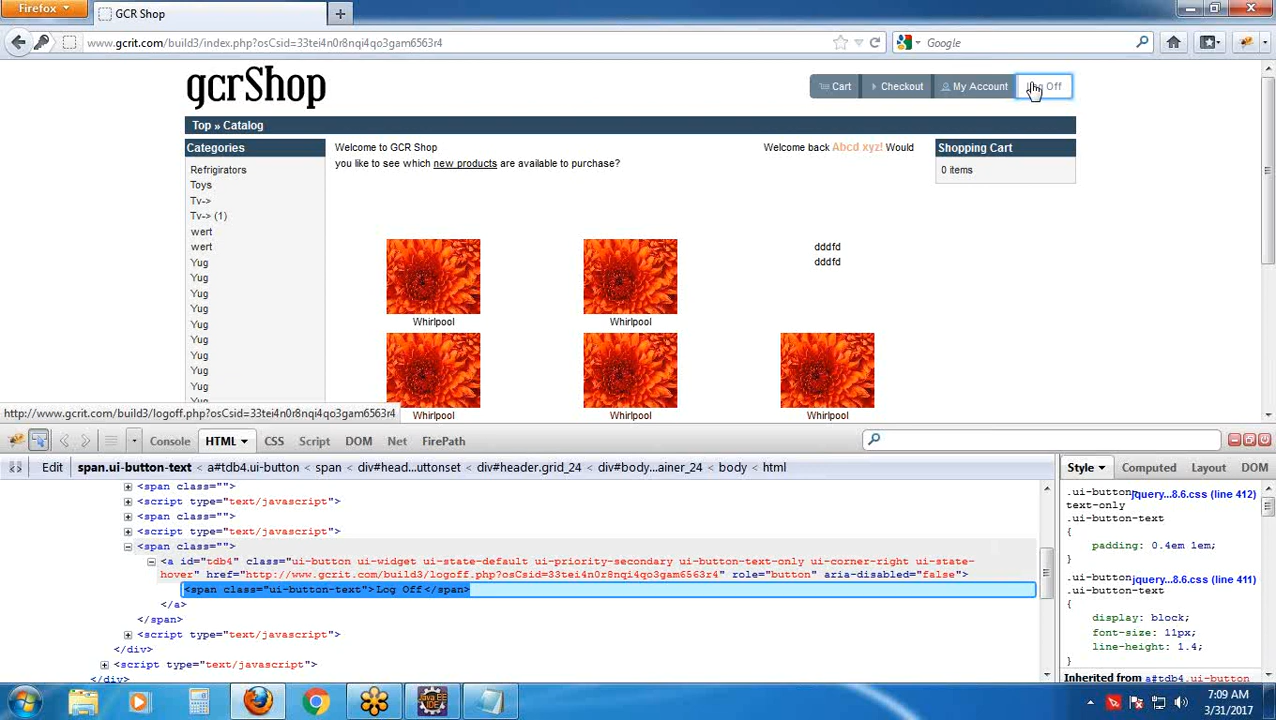 Firefox
GCR Shop
www.gcrit.com/build3/index.php?osCsid=33tei4n0r8nqi4qo3gam6563r4
Google
gcrShop
Cart
Checkout
My Account
Off
Top » Catalog
Categories
Refrigirators
Toys
Tv->
Tv-> (1)
wert
wert
Yug
Yug
Yug
Yug
Yug
Yug
Yug
Yug
Yug
Welcome to GCR Shop
Welcome back Abcd xyz! Would
you like to see which new products are available to purchase?
Shopping Cart
0 items
dddfd
dddfd
Whirlpool
Whirlpool
Whirlpool
Whirlpool
Whirlpool
http://www.gcrit.com/build3/logoff.php?osCsid=33tei4n0r8nqi4qo3gam6563r4
Console
HTML
CSS
Script
DOM
Net
FirePath
Edit
span.ui-button-text < a#tdb4.ui-button < span < div#head...uttonset < div#header.grid_24 < div#body...ainer_24 < body < html
<span class="">
<script type="text/javascript">
<span class="">
<script type="text/javascript">
<span class="">
<a id="tdb4" class="ui-button ui-widget ui-state-default ui-priority-secondary ui-button-text-only ui-corner-right ui-state-
hover" href="http://www.gcrit.com/build3/logoff.php?osCsid=33tei4n0r8nqi4qo3gam6563r4" role="button" aria-disabled="false">
<span class="ui-button-text">Log Off</span>
</a>
</span>
<script type="text/javascript">
</div>
<script type="text/javascript">
</div>
Style
Computed
Layout
DOM
.ui-button-
jquery...8.6.css (line 412)
text-only
.ui-button-text
{
padding: 0.4em 1em;
}
.ui-button
jquery...8.6.css (line 411)
.ui-button-text
{
display: block;
font-size: 11px;
line-height: 1.4;
}
Inherited from a#tdb4.ui-button
Java EE
IDE
7:09 AM
3/31/2017